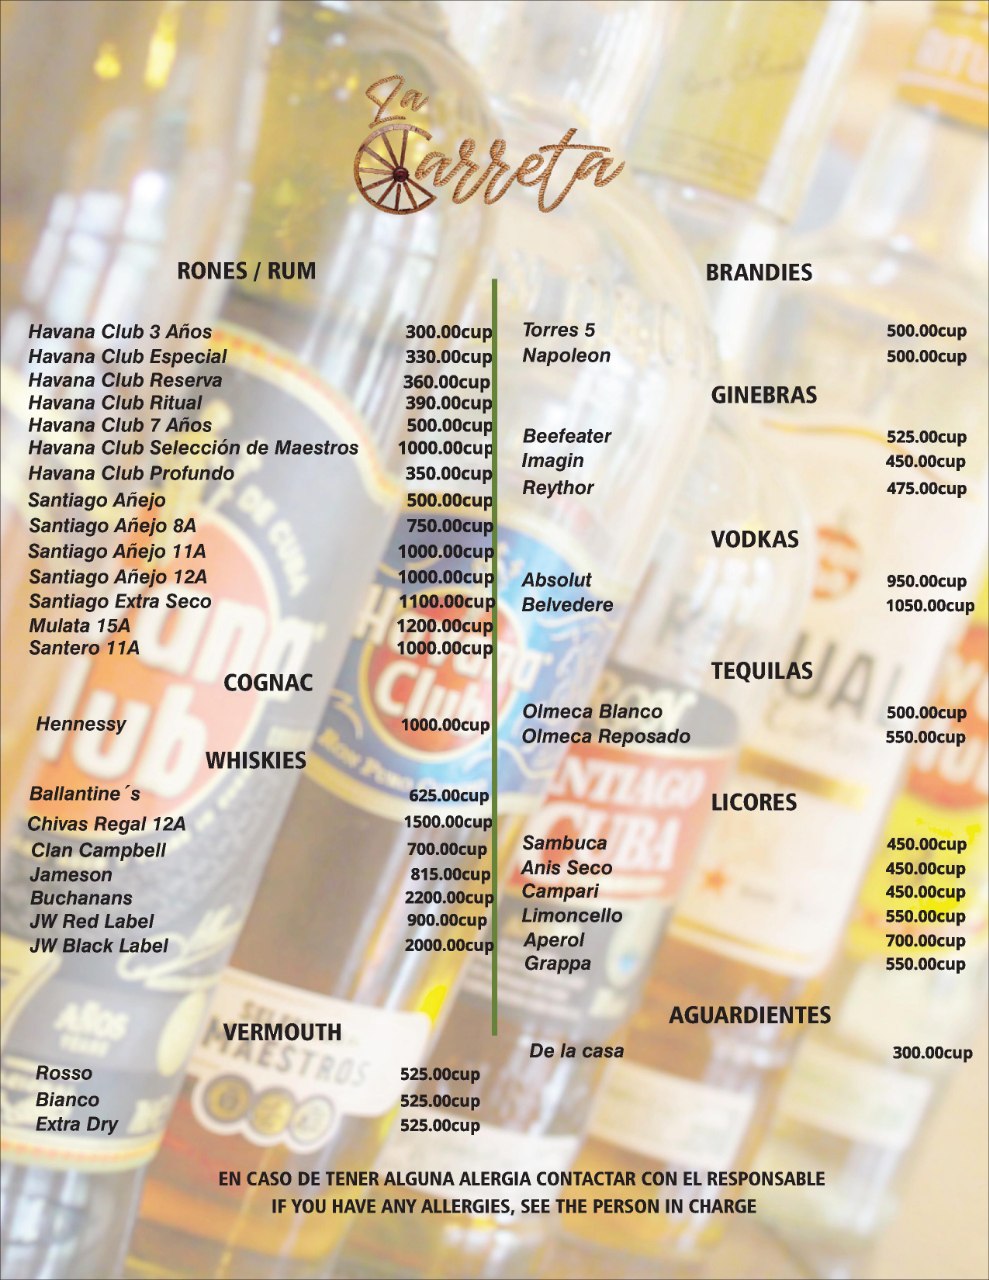 La
Carreta
RONES / RUM
Havana Club 3 Años 300.00cup
Havana Club Especial 330.00cup
Havana Club Reserva 360.00cup
Havana Club Ritual 390.00cup
Havana Club 7 Años 500.00cup
Havana Club Selección de Maestros 1000.00cup
Havana Club Profundo 350.00cup
Santiago Añejo 500.00cup
Santiago Añejo 8A 750.00cup
Santiago Añejo 11A 1000.00cup
Santiago Añejo 12A 1000.00cup
Santiago Extra Seco 1100.00cup
Mulata 15A 1200.00cup
Santero 11A 1000.00cup
COGNAC
Hennessy 1000.00cup
WHISKIES
Ballantine´s 625.00cup
Chivas Regal 12A 1500.00cup
Clan Campbell 700.00cup
Jameson 815.00cup
Buchanans 2200.00cup
JW Red Label 900.00cup
JW Black Label 2000.00cup
VERMOUTH
Rosso 525.00cup
Bianco 525.00cup
Extra Dry 525.00cup
BRANDIES
Torres 5 500.00cup
Napoleon 500.00cup
GINEBRAS
Beefeater 525.00cup
Imagin 450.00cup
Reythor 475.00cup
VODKAS
Absolut 950.00cup
Belvedere 1050.00cup
TEQUILAS
Olmeca Blanco 500.00cup
Olmeca Reposado 550.00cup
LICORES
Sambuca 450.00cup
Anis Seco 450.00cup
Campari 450.00cup
Limoncello 550.00cup
Aperol 700.00cup
Grappa 550.00cup
AGUARDIENTES
De la casa 300.00cup
EN CASO DE TENER ALGUNA ALERGIA CONTACTAR CON EL RESPONSABLE
IF YOU HAVE ANY ALLERGIES, SEE THE PERSON IN CHARGE
DE CUBA
Havana
Club
SANTIAGO
CUBA
MAESTROS
AÑOS